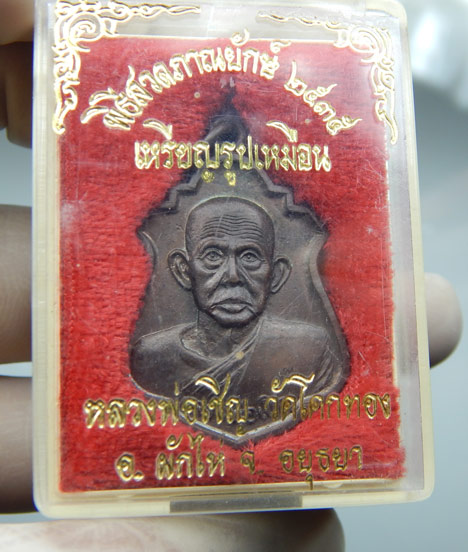 พิธีสวดภาณยักษ์ ๒๕๓๕
เหรียญรูปเหมือน
หลวงพ่อเชิญ วัดโคกทอง
อ. ผักไห่ จ. อยุธยา